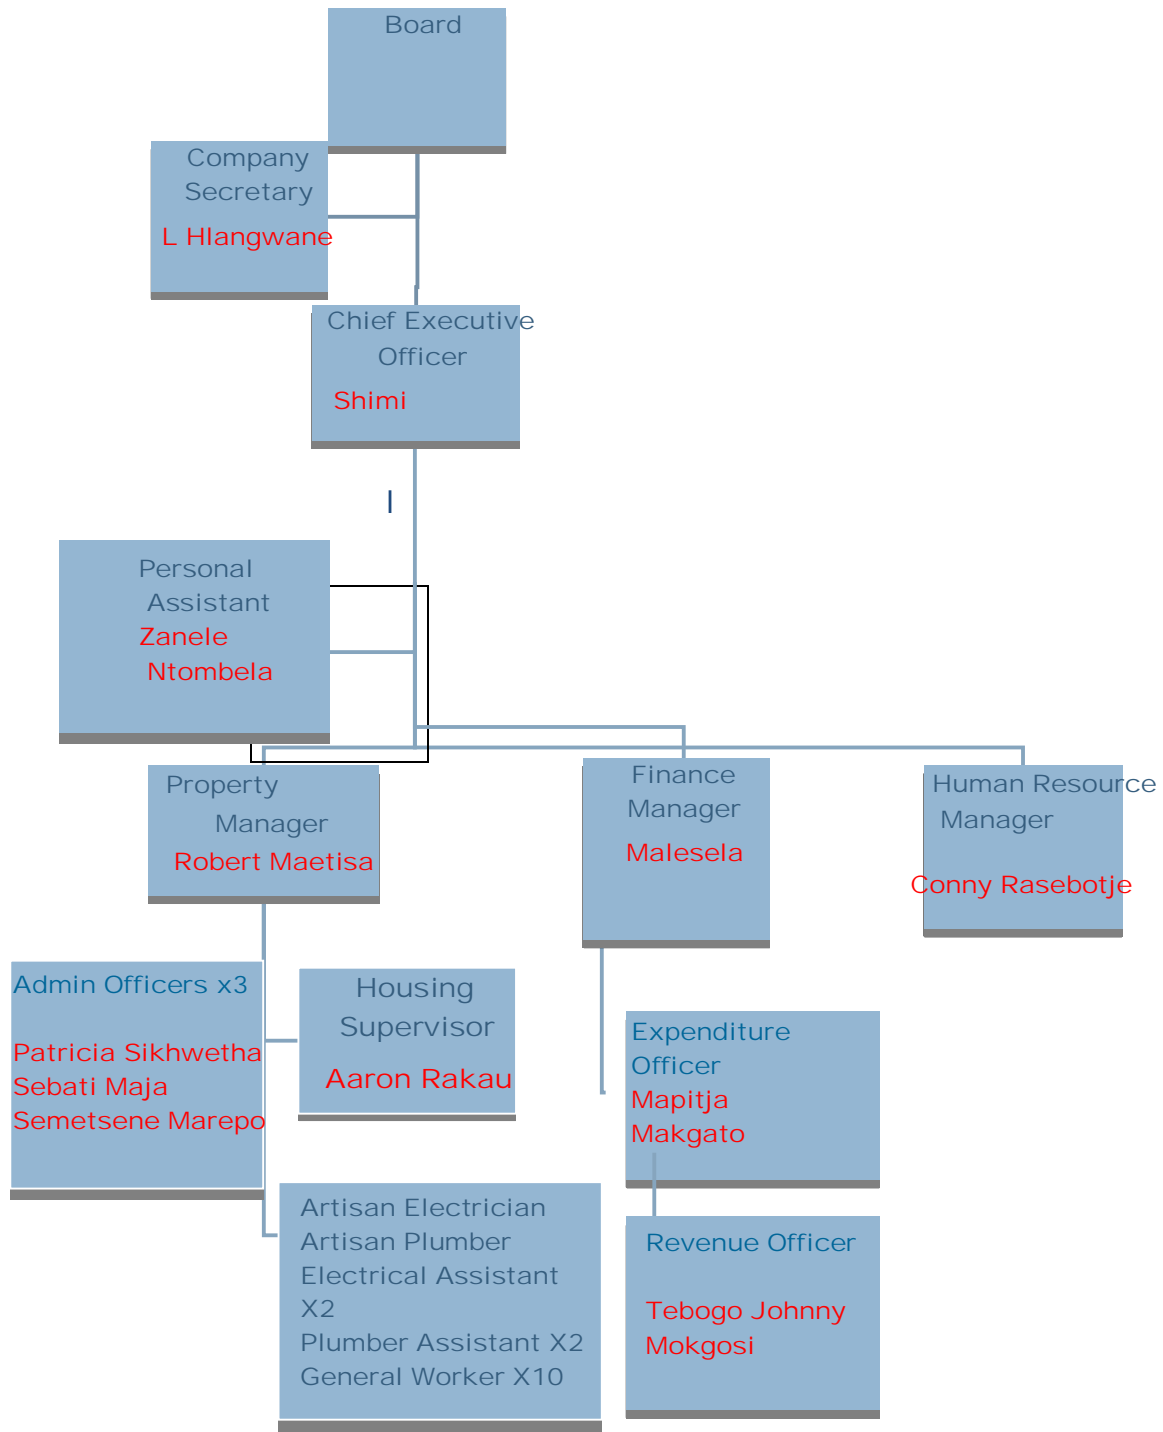 Board
Company
Secretary
L Hlangwane
Chief Executive
Officer
Shimi
l
Personal
Assistant
Zanele
Ntombela
Property
Manager
Robert Maetisa
Finance
Manager
Malesela
Human Resource
Manager
Conny Rasebotje
Admin Officers x3
Patricia Sikhwetha
Sebati Maja
Semetsene Marepo
Housing
Supervisor
Aaron Rakau
Expenditure
Officer
Mapitja
Makgato
Artisan Electrician
Artisan Plumber
Electrical Assistant
X2
Plumber Assistant X2
General Worker X10
Revenue Officer
Tebogo Johnny
Mokgosi